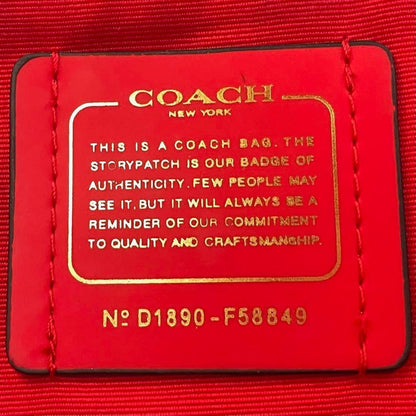 COACH
NEW YORK
THIS IS A COACH BAG. THE
STORYPATCH IS OUR BADGE OF
AUTHENTICITY. FEW PEOPLE MAY
SEE IT, BUT IT WILL ALWAYS BE A
REMINDER OF OUR COMMITMENT
TO QUALITY AND CRAFTSMANSHIP.
Nº D1890-F58849